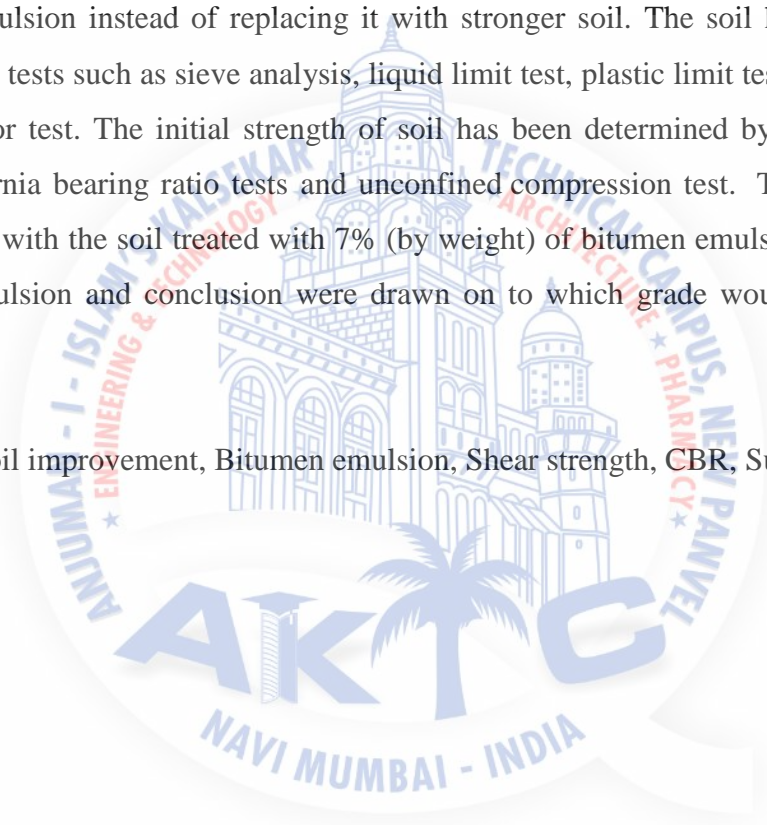 ulsion instead of replacing it with stronger soil. The soil
tests such as sieve analysis, liquid limit test, plastic limit
or test. The initial strength of soil has been determined by
rnia bearing ratio tests and unconfined compression test.
with the soil treated with 7% (by weight) of bitumen emuls
ulsion and conclusion were drawn on to which grade wou
il improvement, Bitumen emulsion, Shear strength, CBR, Su
ANJUMAN - I - ISLAM'S KALSEKAR TECHNICAL CAMPUS, NEW PANVEL
★ ENGINEERING & TECHNOLOGY ★ ARCHITECTURE ★ PHARMACY ★
AKTC
NAVI MUMBAI - INDIA